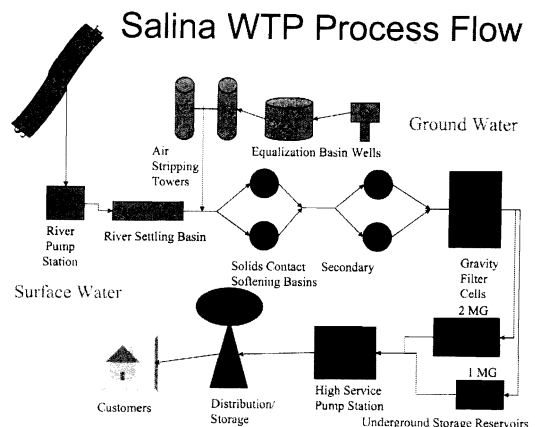 Salina WTP Process Flow
Ground Water
Air
Stripping
Towers
Equalization Basin Wells
River
Pump
Station
River Settling Basin
Solids Contact
Softening Basins
Secondary
Gravity
Filter
Cells
Surface Water
2 MG
1 MG
Customers
Distribution/
Storage
High Service
Pump Station
Underground Storage Reservoirs